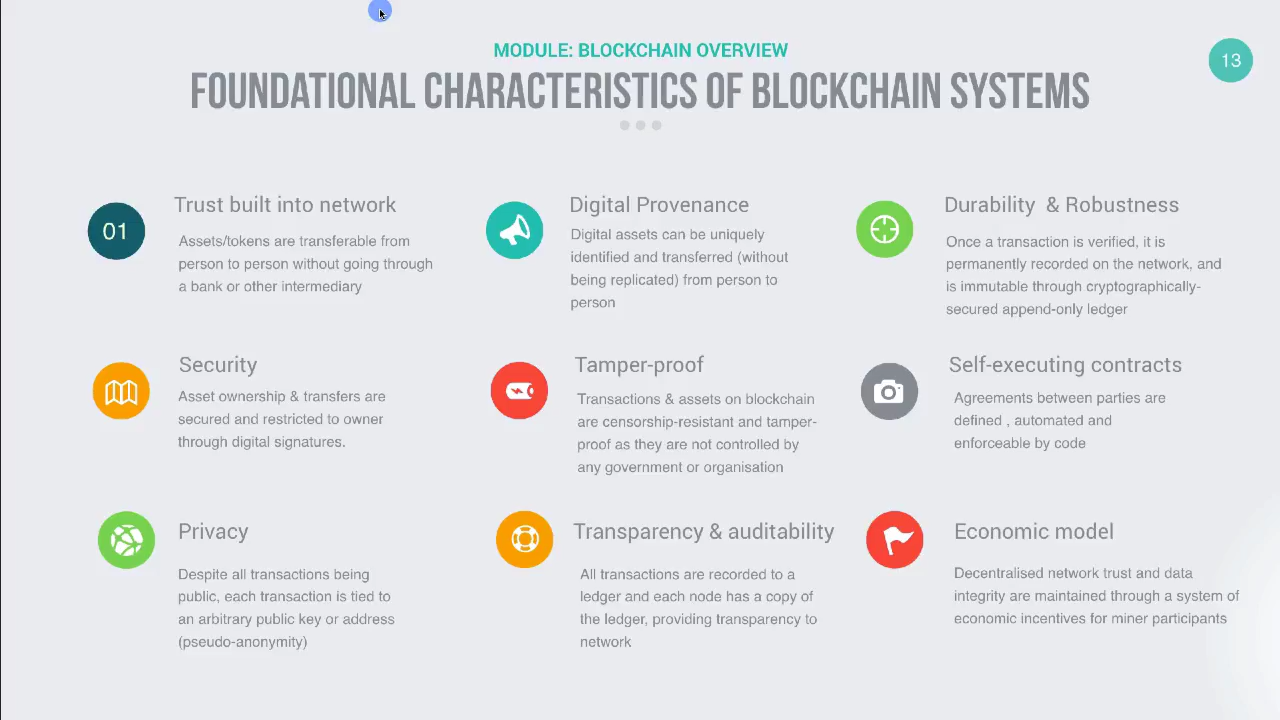 MODULE: BLOCKCHAIN OVERVIEW
13
FOUNDATIONAL CHARACTERISTICS OF BLOCKCHAIN SYSTEMS
01
Trust built into network
Assets/tokens are transferable from
person to person without going through
a bank or other intermediary
Digital Provenance
Digital assets can be uniquely
identified and transferred (without
being replicated) from person to
person
Durability & Robustness
Once a transaction is verified, it is
permanently recorded on the network, and
is immutable through cryptographically-
secured append-only ledger
Security
Asset ownership & transfers are
secured and restricted to owner
through digital signatures.
Tamper-proof
Transactions & assets on blockchain
are censorship-resistant and tamper-
proof as they are not controlled by
any government or organisation
Self-executing contracts
Agreements between parties are
defined , automated and
enforceable by code
Privacy
Despite all transactions being
public, each transaction is tied to
an arbitrary public key or address
(pseudo-anonymity)
Transparency & auditability
All transactions are recorded to a
ledger and each node has a copy of
the ledger, providing transparency to
network
Economic model
Decentralised network trust and data
integrity are maintained through a system of
economic incentives for miner participants